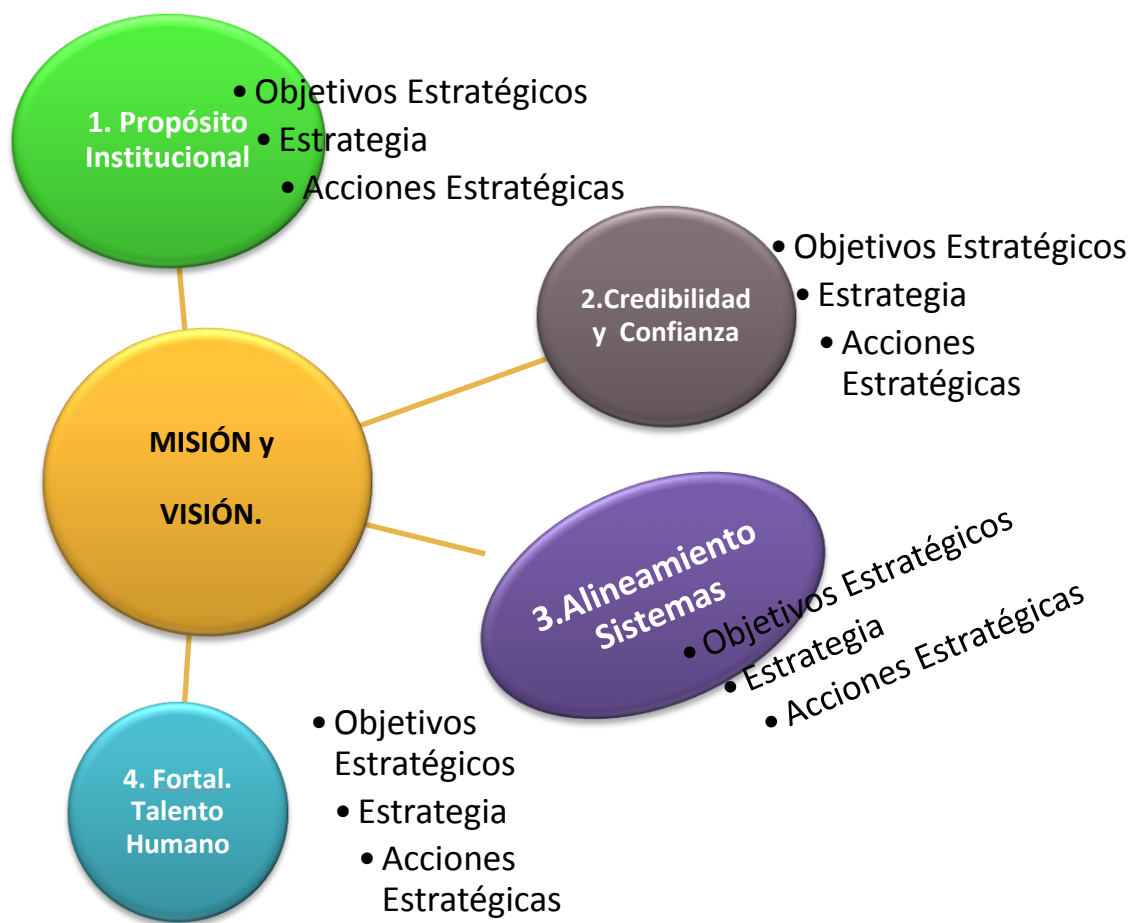 1. Propósito
Institucional
• Objetivos Estratégicos
• Estrategia
• Acciones Estratégicas
2.Credibilidad
y Confianza
• Objetivos Estratégicos
• Estrategia
• Acciones
Estratégicas
MISIÓN y
VISIÓN.
3.Alineamiento
Sistemas
• Objetivos Estratégicos
• Estrategia
• Acciones Estratégicas
4. Fortal.
Talento
Humano
• Objetivos
Estratégicos
• Estrategia
• Acciones
Estratégicas